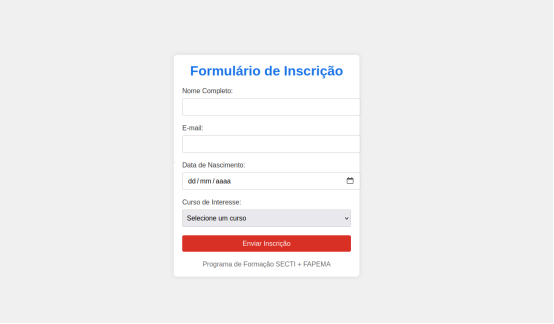 Formulário de Inscrição
Nome Completo:
E-mail:
Data de Nascimento:
dd/mm/aaaa
Curso de Interesse:
Selecione um curso
Enviar Inscrição
Programa de Formação SECTI + FAPEMA